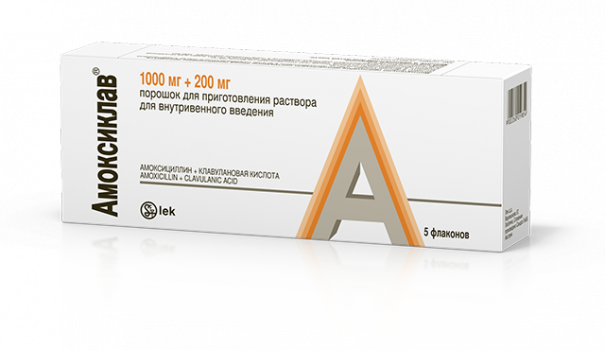 Амоксиклав®
1000 мг + 200 мг
порошок для приготовления раствора
для внутривенного введения
АМОКСИЦИЛЛИН + КЛАВУЛАНОВАЯ КИСЛОТА
AMOXICILLIN + CLAVULANIC ACID
lek
А
5 флаконов